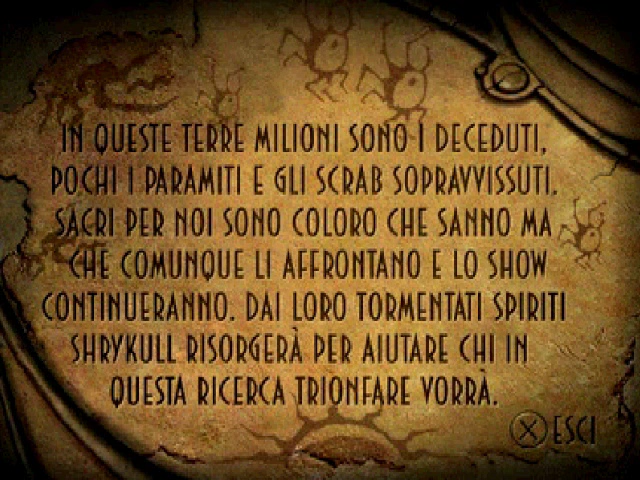 IN QUESTE TERRE MILIONI SONO I DECEDUTI,
POCHI I PARAMITI E GLI SCRAB SOPRAVVISSUTI.
SACRI PER NOI SONO COLORO CHE SANNO MA
CHE COMUNQUE LI AFFRONTANO E LO SHOW
CONTINUERANNO. DAI LORO TORMENTATI SPIRITI
SHRYKULL RISORGERÀ PER AIUTARE CHI IN
QUESTA RICERCA TRIONFARE VORRÀ.
X ESCI